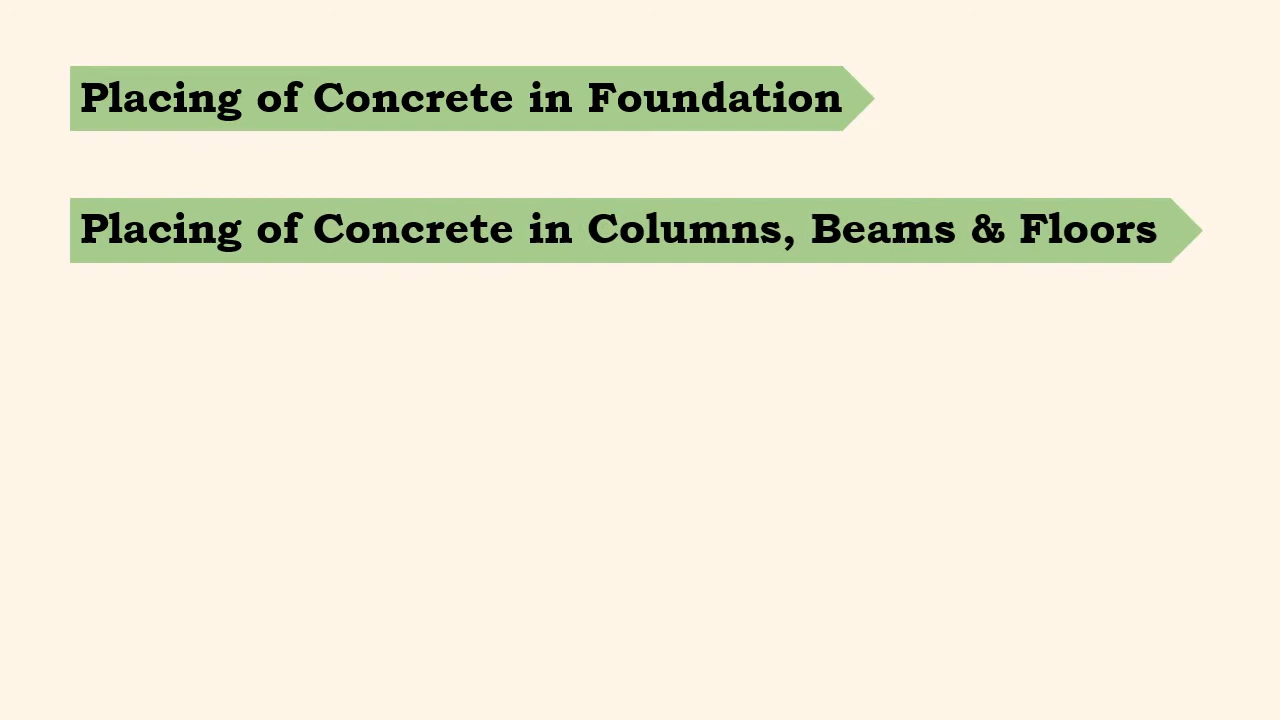 Placing of Concrete in Foundation
Placing of Concrete in Columns, Beams & Floors